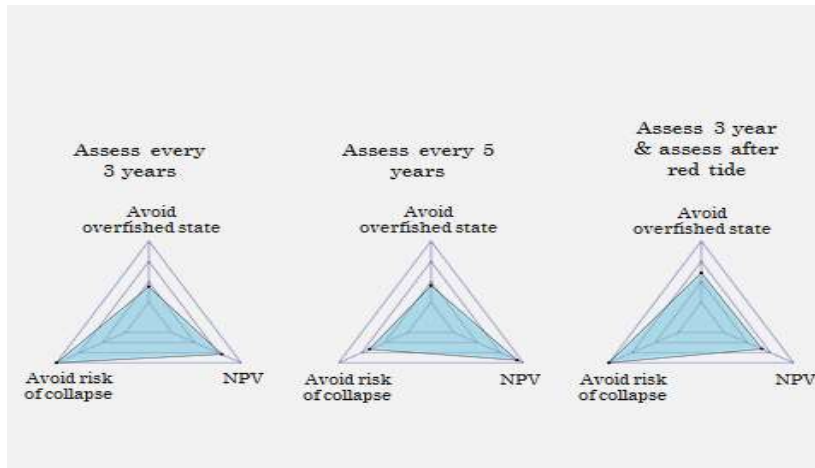 Assess every
3 years
Avoid
overfished state
Avoid risk
of collapse
NPV
Assess every 5
years
Avoid
overfished state
Avoid risk
of collapse
NPV
Assess 3 year
& assess after
red tide
Avoid
overfished state
Avoid risk
of collapse
NPV